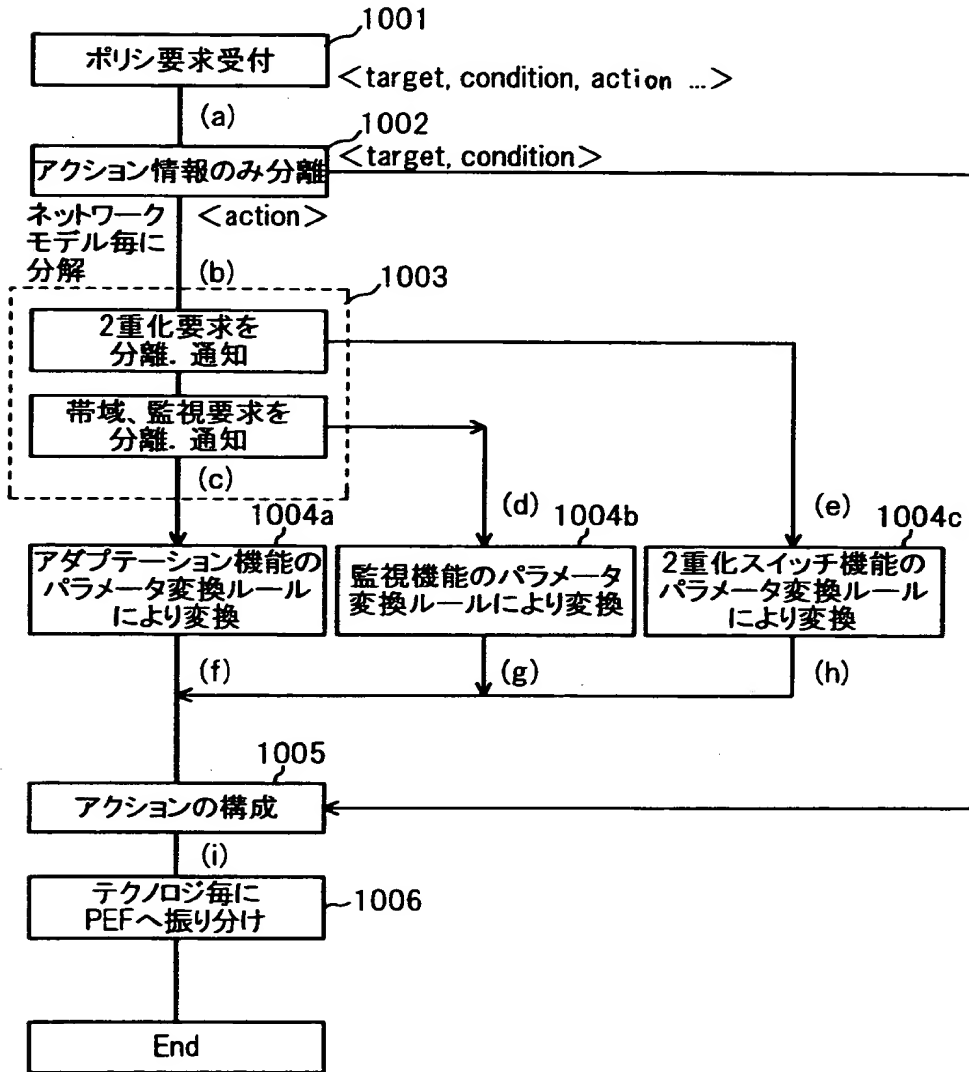 1001
ポリシ要求受付
<target, condition, action ...>
(a)
1002
アクション情報のみ分離
<target, condition>
ネットワーク
モデル毎に
分解
<action>
(b)
1003
2重化要求を
分離. 通知
帯域、監視要求を
分離. 通知
(c)
(d)
(e)
1004a
アダプテーション機能の
パラメータ変換ルール
により変換
1004b
監視機能のパラメータ
変換ルールにより変換
1004c
2重化スイッチ機能の
パラメータ変換ルール
により変換
(f)
(g)
(h)
1005
アクションの構成
(i)
テクノロジ毎に
PEFへ振り分け
1006
End